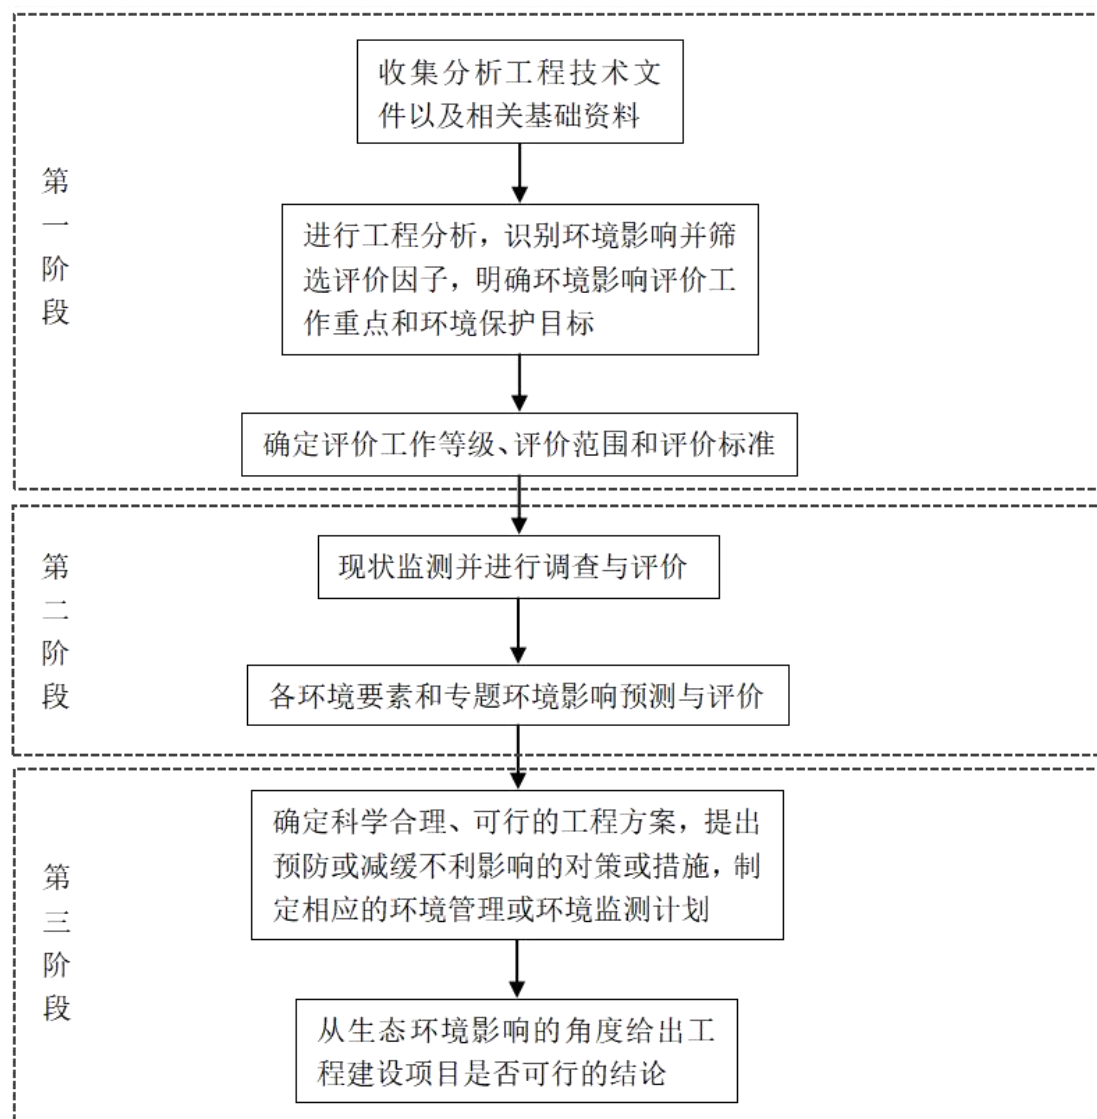 第一阶段
收集分析工程技术文
件以及相关基础资料
进行工程分析，识别环境影响并筛
选评价因子，明确环境影响评价工
作重点和环境保护目标
确定评价工作等级、评价范围和评价标准
第二阶段
现状监测并进行调查与评价
各环境要素和专题环境影响预测与评价
第三阶段
确定科学合理、可行的工程方案，提出
预防或减缓不利影响的对策或措施，制
定相应的环境管理或环境监测计划
从生态环境影响的角度给出工
程建设项目是否可行的结论